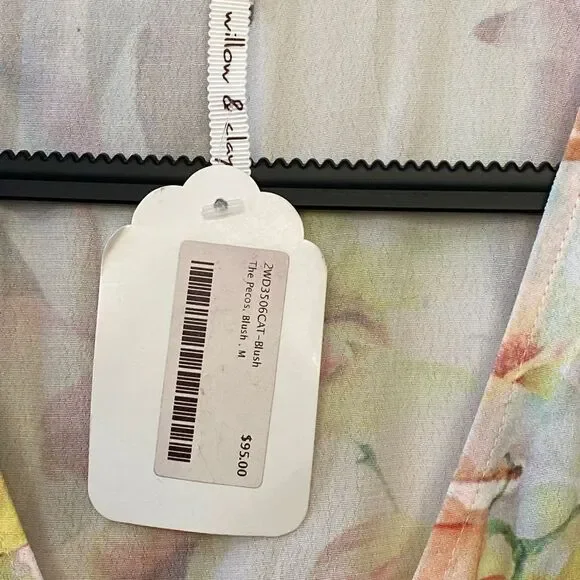 willow & clay
2WD3506CAT-Blush
The Pecos, Blush , M
$95.00